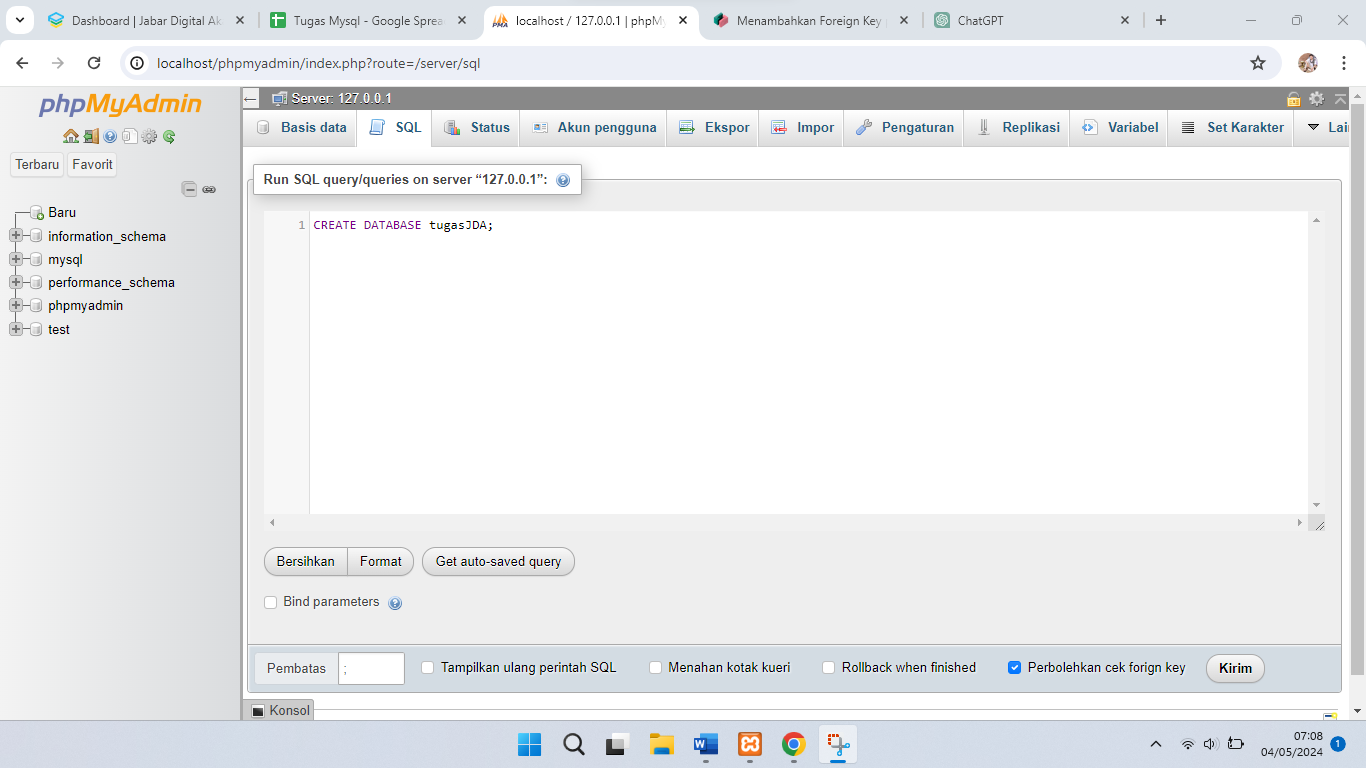 Dashboard | Jabar Digital Ak
Tugas Mysql - Google Sprea
localhost / 127.0.0.1 | phpM
Menambahkan Foreign Key
ChatGPT
localhost/phpmyadmin/index.php?route=/server/sql
phpMyAdmin
Terbaru Favorit
Baru
information_schema
mysql
performance_schema
phpmyadmin
test
Server: 127.0.0.1
Basis data SQL Status Akun pengguna Ekspor Impor Pengaturan Replikasi Variabel Set Karakter Lai
Run SQL query/queries on server “127.0.0.1”:
1 CREATE DATABASE tugasJDA;
Bersihkan Format Get auto-saved query
Bind parameters
Pembatas ; Tampilkan ulang perintah SQL Menahan kotak kueri Rollback when finished Perbolehkan cek forign key Kirim
Konsol
07:08
04/05/2024 1